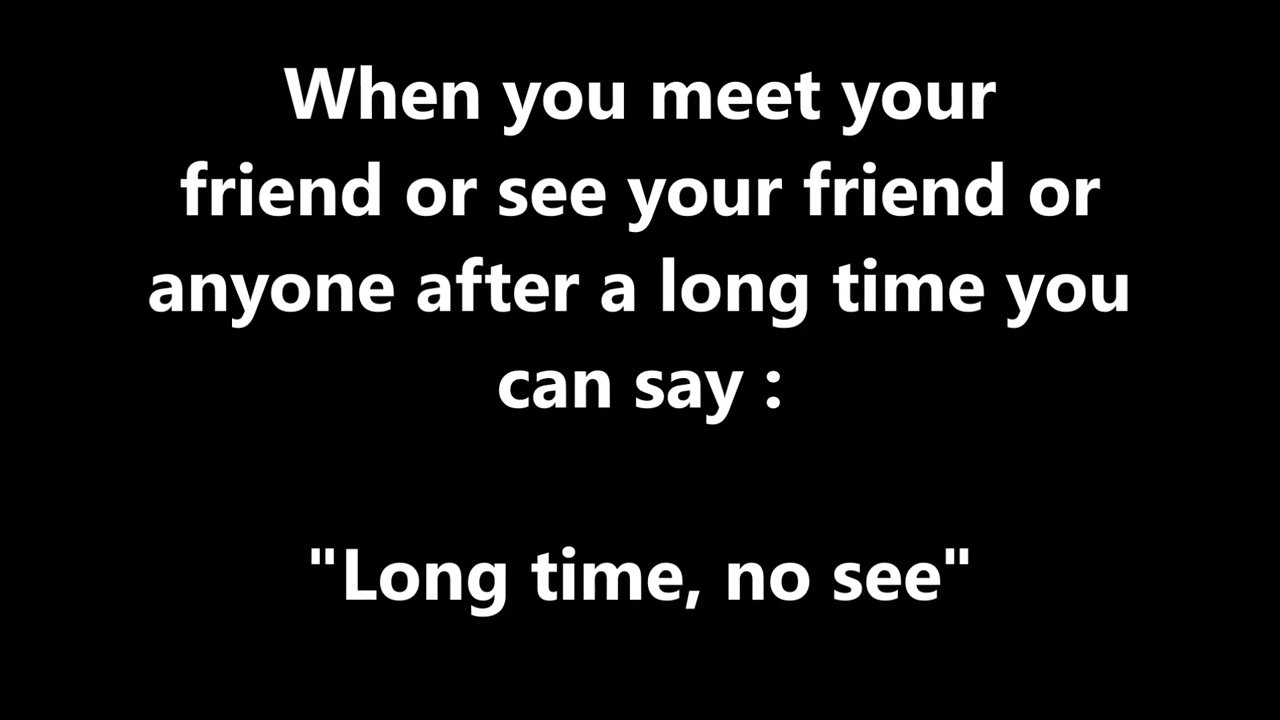 When you meet your
friend or see your friend or
anyone after a long time you
can say :
"Long time, no see"